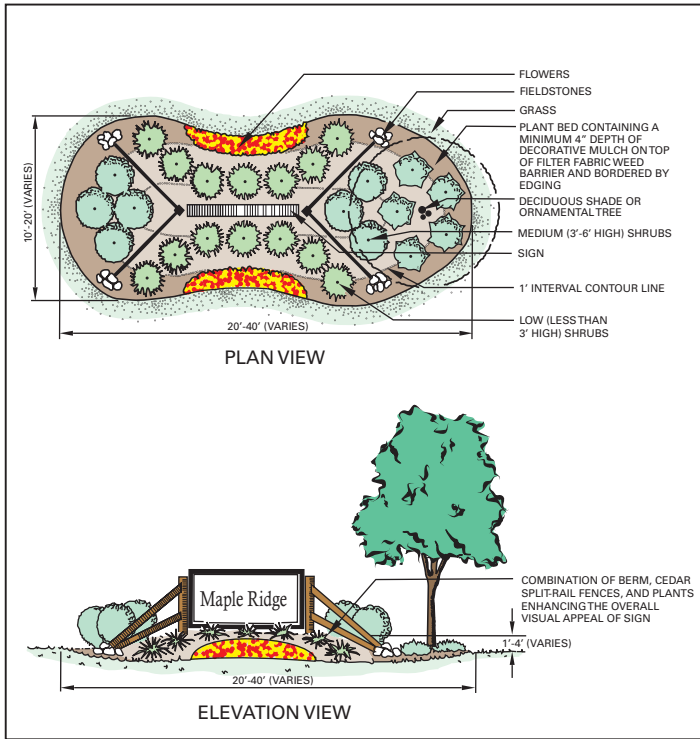 FLOWERS
FIELDSTONES
GRASS
PLANT BED CONTAINING A
MINIMUM 4" DEPTH OF
DECORATIVE MULCH ON TOP
OF FILTER FABRIC WEED
BARRIER AND BORDERED BY
EDGING
DECIDUOUS SHADE OR
ORNAMENTAL TREE
MEDIUM (3'-6' HIGH) SHRUBS
SIGN
1' INTERVAL CONTOUR LINE
LOW (LESS THAN
3' HIGH) SHRUBS
10'-20' (VARIES)
20'-40' (VARIES)
PLAN VIEW
Maple Ridge
COMBINATION OF BERM, CEDAR
SPLIT-RAIL FENCES, AND PLANTS
ENHANCING THE OVERALL
VISUAL APPEAL OF SIGN
1'-4' (VARIES)
20'-40' (VARIES)
ELEVATION VIEW